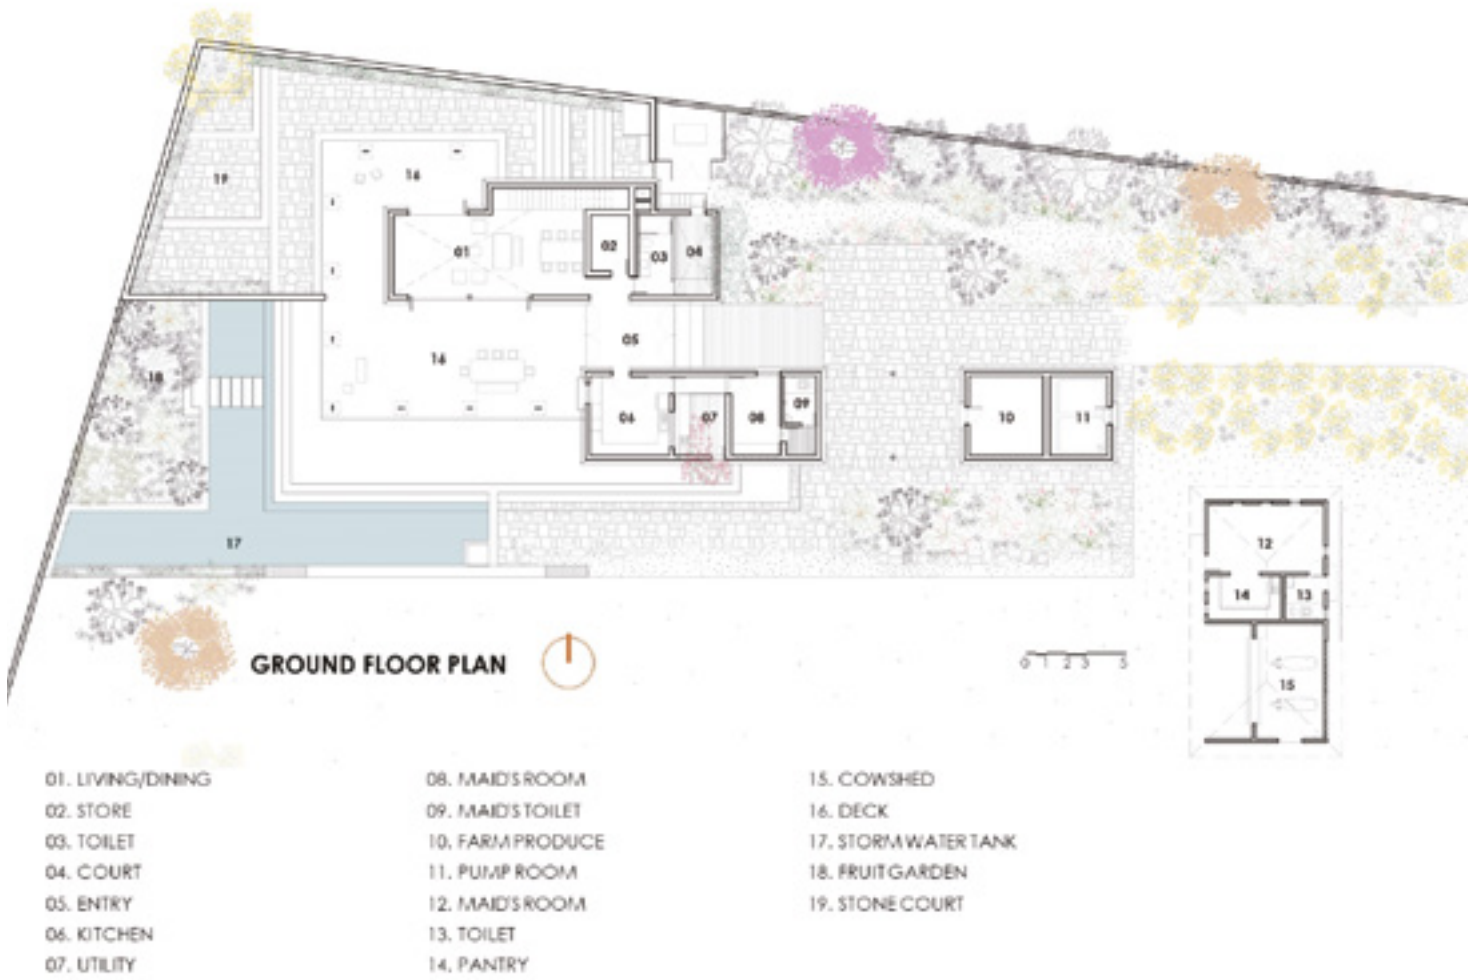 19
16
01
02
03
04
05
16
18
06
07
08
09
10
11
17
12
14
13
15
GROUND FLOOR PLAN
0 1 2 3 5
01. LIVING/DINING
02. STORE
03. TOILET
04. COURT
05. ENTRY
06. KITCHEN
07. UTILITY
08. MAID'S ROOM
09. MAID'S TOILET
10. FARM PRODUCE
11. PUMP ROOM
12. MAID'S ROOM
13. TOILET
14. PANTRY
15. COWSHED
16. DECK
17. STORM WATER TANK
18. FRUIT GARDEN
19. STONE COURT